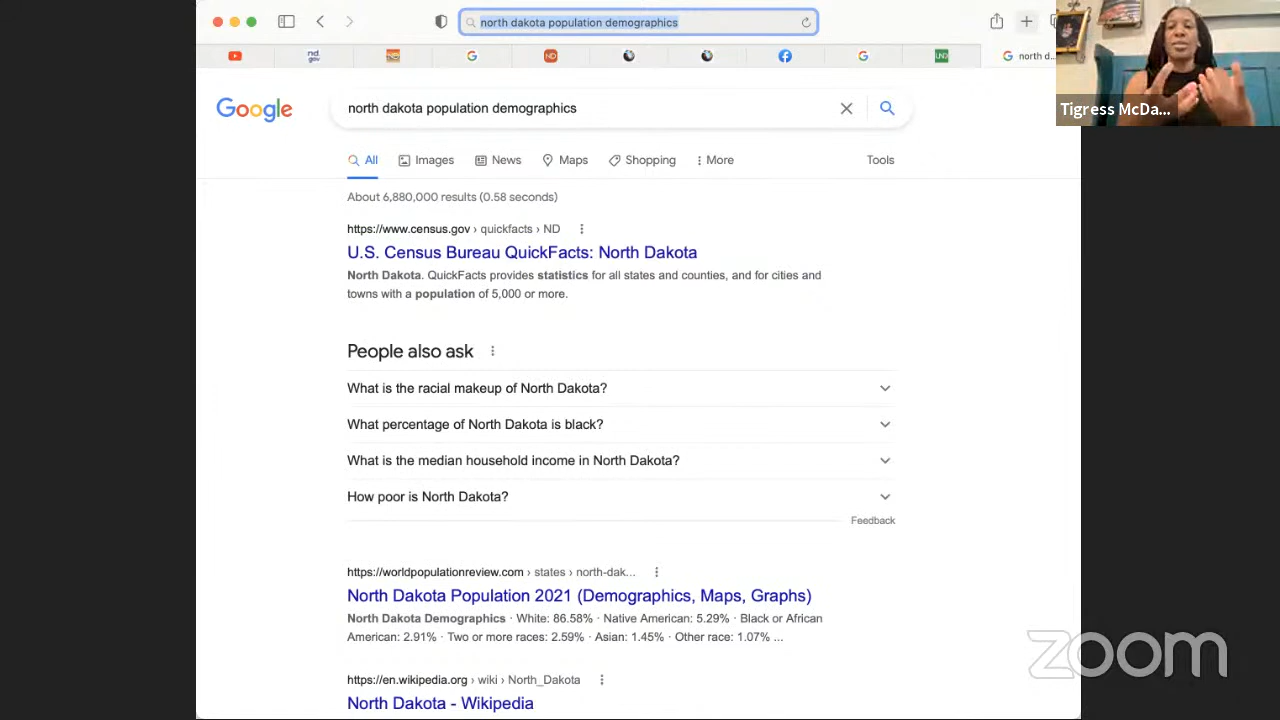 north dakota population demographics
nd.
gov
ND
UND
north d...
Google
north dakota population demographics
All
Images
News
Maps
Shopping
More
Tools
About 6,880,000 results (0.58 seconds)
https://www.census.gov › quickfacts › ND
U.S. Census Bureau QuickFacts: North Dakota
North Dakota. QuickFacts provides statistics for all states and counties, and for cities and
towns with a population of 5,000 or more.
People also ask
What is the racial makeup of North Dakota?
What percentage of North Dakota is black?
What is the median household income in North Dakota?
How poor is North Dakota?
Feedback
https://worldpopulationreview.com › states › north-dak...
North Dakota Population 2021 (Demographics, Maps, Graphs)
North Dakota Demographics · White: 86.58% · Native American: 5.29% · Black or African
American: 2.91% · Two or more races: 2.59% · Asian: 1.45% · Other race: 1.07% ...
https://en.wikipedia.org › wiki › North_Dakota
North Dakota - Wikipedia
Tigress McDa...
zoom